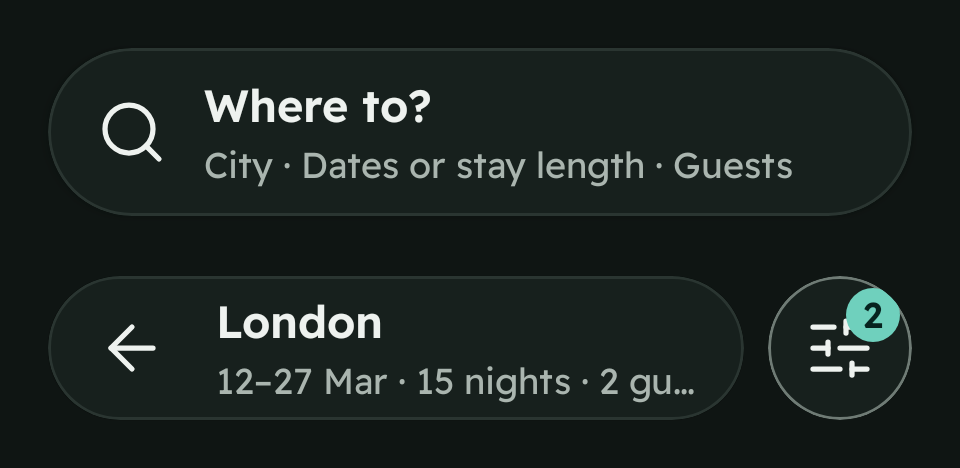 Where to?
City · Dates or stay length · Guests
London
12–27 Mar · 15 nights · 2 gu...
2